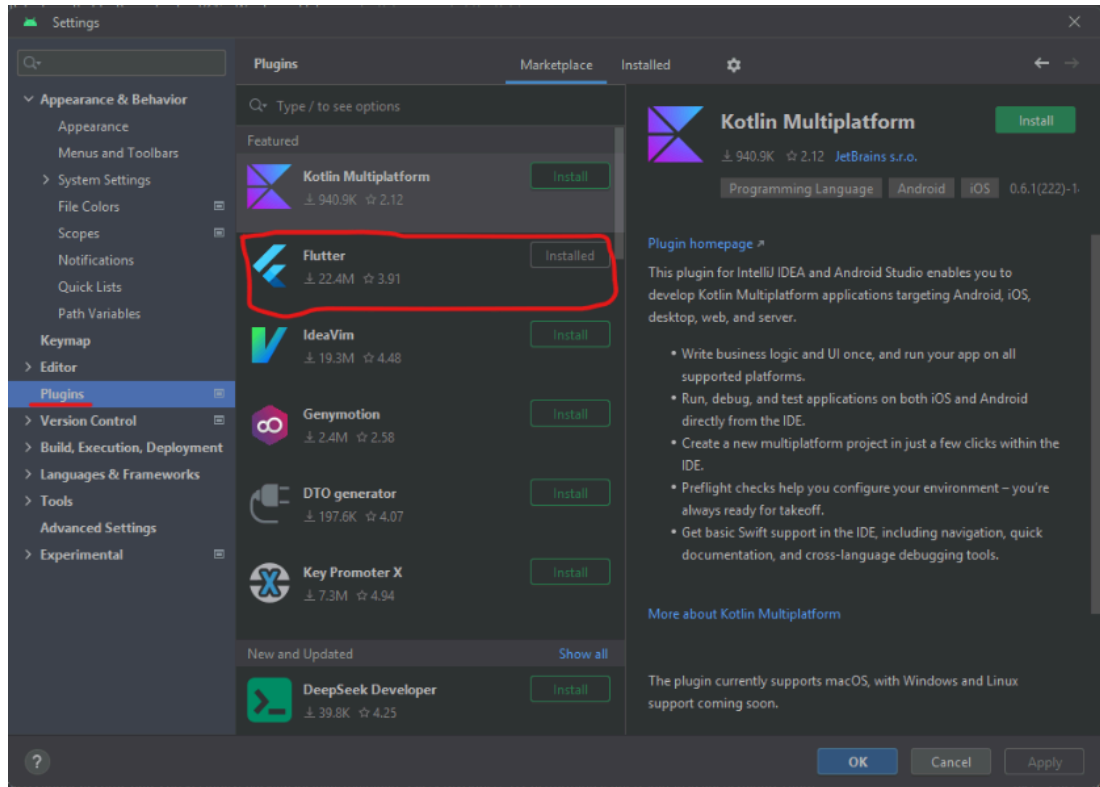 Settings
Appearance & Behavior
Appearance
Menus and Toolbars
System Settings
File Colors
Scopes
Notifications
Quick Lists
Path Variables
Keymap
Editor
Plugins
Version Control
Build, Execution, Deployment
Languages & Frameworks
Tools
Advanced Settings
Experimental
?
Plugins
Marketplace
Installed
Type / to see options
Featured
Kotlin Multiplatform
Install
940.9K 2.12
Flutter
Installed
22.4M 3.91
IdeaVim
Install
19.3M 4.48
Genymotion
Install
2.4M 2.58
DTO generator
Install
197.6K 4.07
Key Promoter X
Install
7.3M 4.94
New and Updated
Show all
DeepSeek Developer
Install
39.8K 4.25
Kotlin Multiplatform
Install
940.9K 2.12 JetBrains s.r.o.
Programming Language Android iOS 0.6.1(222)-1
Plugin homepage
This plugin for IntelliJ IDEA and Android Studio enables you to
develop Kotlin Multiplatform applications targeting Android, iOS,
desktop, web, and server.
• Write business logic and UI once, and run your app on all
supported platforms.
• Run, debug, and test applications on both iOS and Android
directly from the IDE.
• Create a new multiplatform project in just a few clicks within the
IDE.
• Preflight checks help you configure your environment – you're
always ready for takeoff.
• Get basic Swift support in the IDE, including navigation, quick
documentation, and cross-language debugging tools.
More about Kotlin Multiplatform
The plugin currently supports macOS, with Windows and Linux
support coming soon.
OK
Cancel
Apply